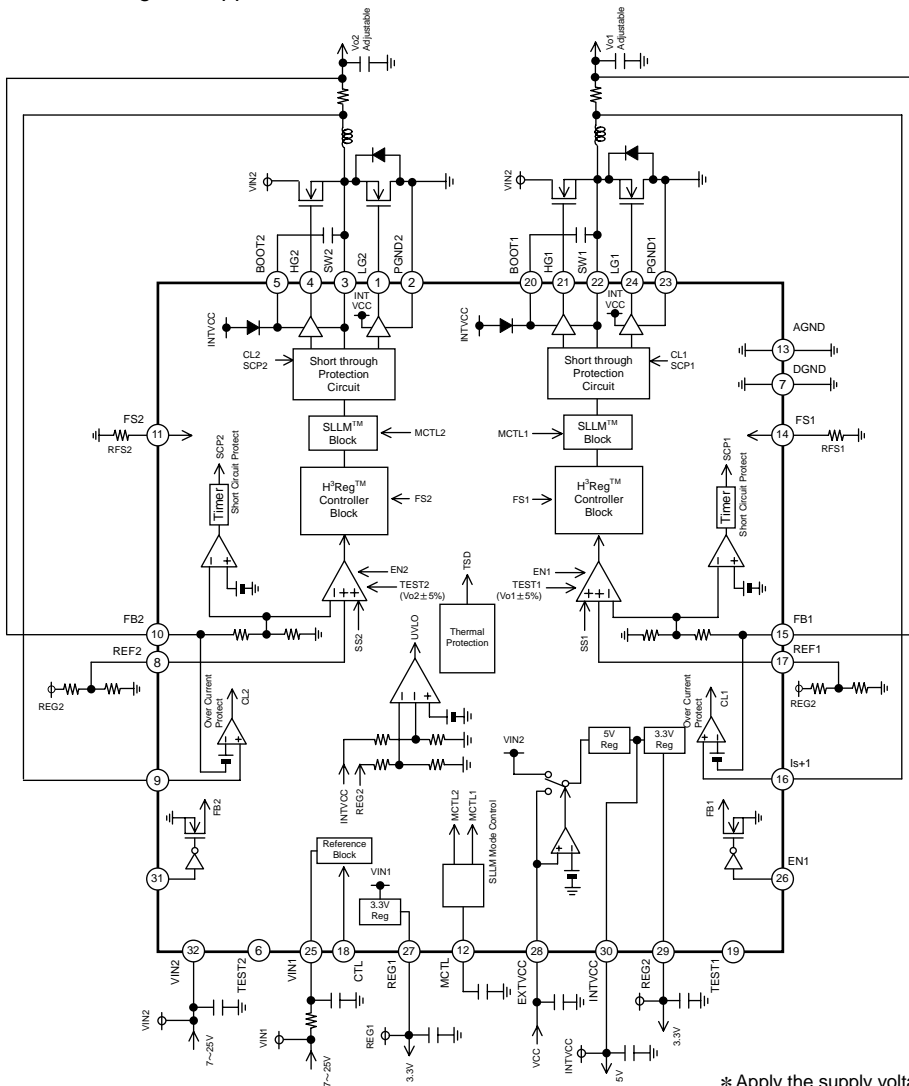 Vo2
Adjustable
Vo1
Adjustable
VIN2
VIN2
BOOT2
HG2
SW2
LG2
PGND2
BOOT1
HG1
SW1
LG1
PGND1
5
4
3
1
2
20
21
22
24
23
INTVCC
INT
VCC
INTVCC
INT
VCC
AGND
13
DGND
7
CL2
SCP2
Short through
Protection
Circuit
Short through
Protection
Circuit
CL1
SCP1
FS2
11
RFS2
SLLM™
Block
MCTL2
MCTL1
SLLM™
Block
FS1
14
RFS1
SCP2
Timer
Short Circuit Protect
H³Reg™
Controller
Block
FS2
FS1
H³Reg™
Controller
Block
SCP1
Timer
Short Circuit Protect
EN2
TEST2
(Vo2±5%)
SS2
TSD
Thermal
Protection
EN1
TEST1
(Vo1±5%)
SS1
FB2
10
REF2
8
REG2
UVLO
FB1
15
REF1
17
REG2
Over Current
Protect
CL2
INTVCC
REG2
VIN2
5V
Reg
3.3V
Reg
Over Current
Protect
CL1
9
Is+1
16
FB2
31
FB1
EN1
26
Reference
Block
VIN1
3.3V
Reg
MCTL2
MCTL1
SLLM Mode Control
32
6
25
18
27
12
28
30
29
19
VIN2
TEST2
VIN1
CTL
REG1
MCTL
EXTVCC
INTVCC
REG2
TEST1
VIN2
7~25V
VIN1
7~25V
REG1
3.3V
VCC
INTVCC
5V
3.3V
∗Apply the supply volta